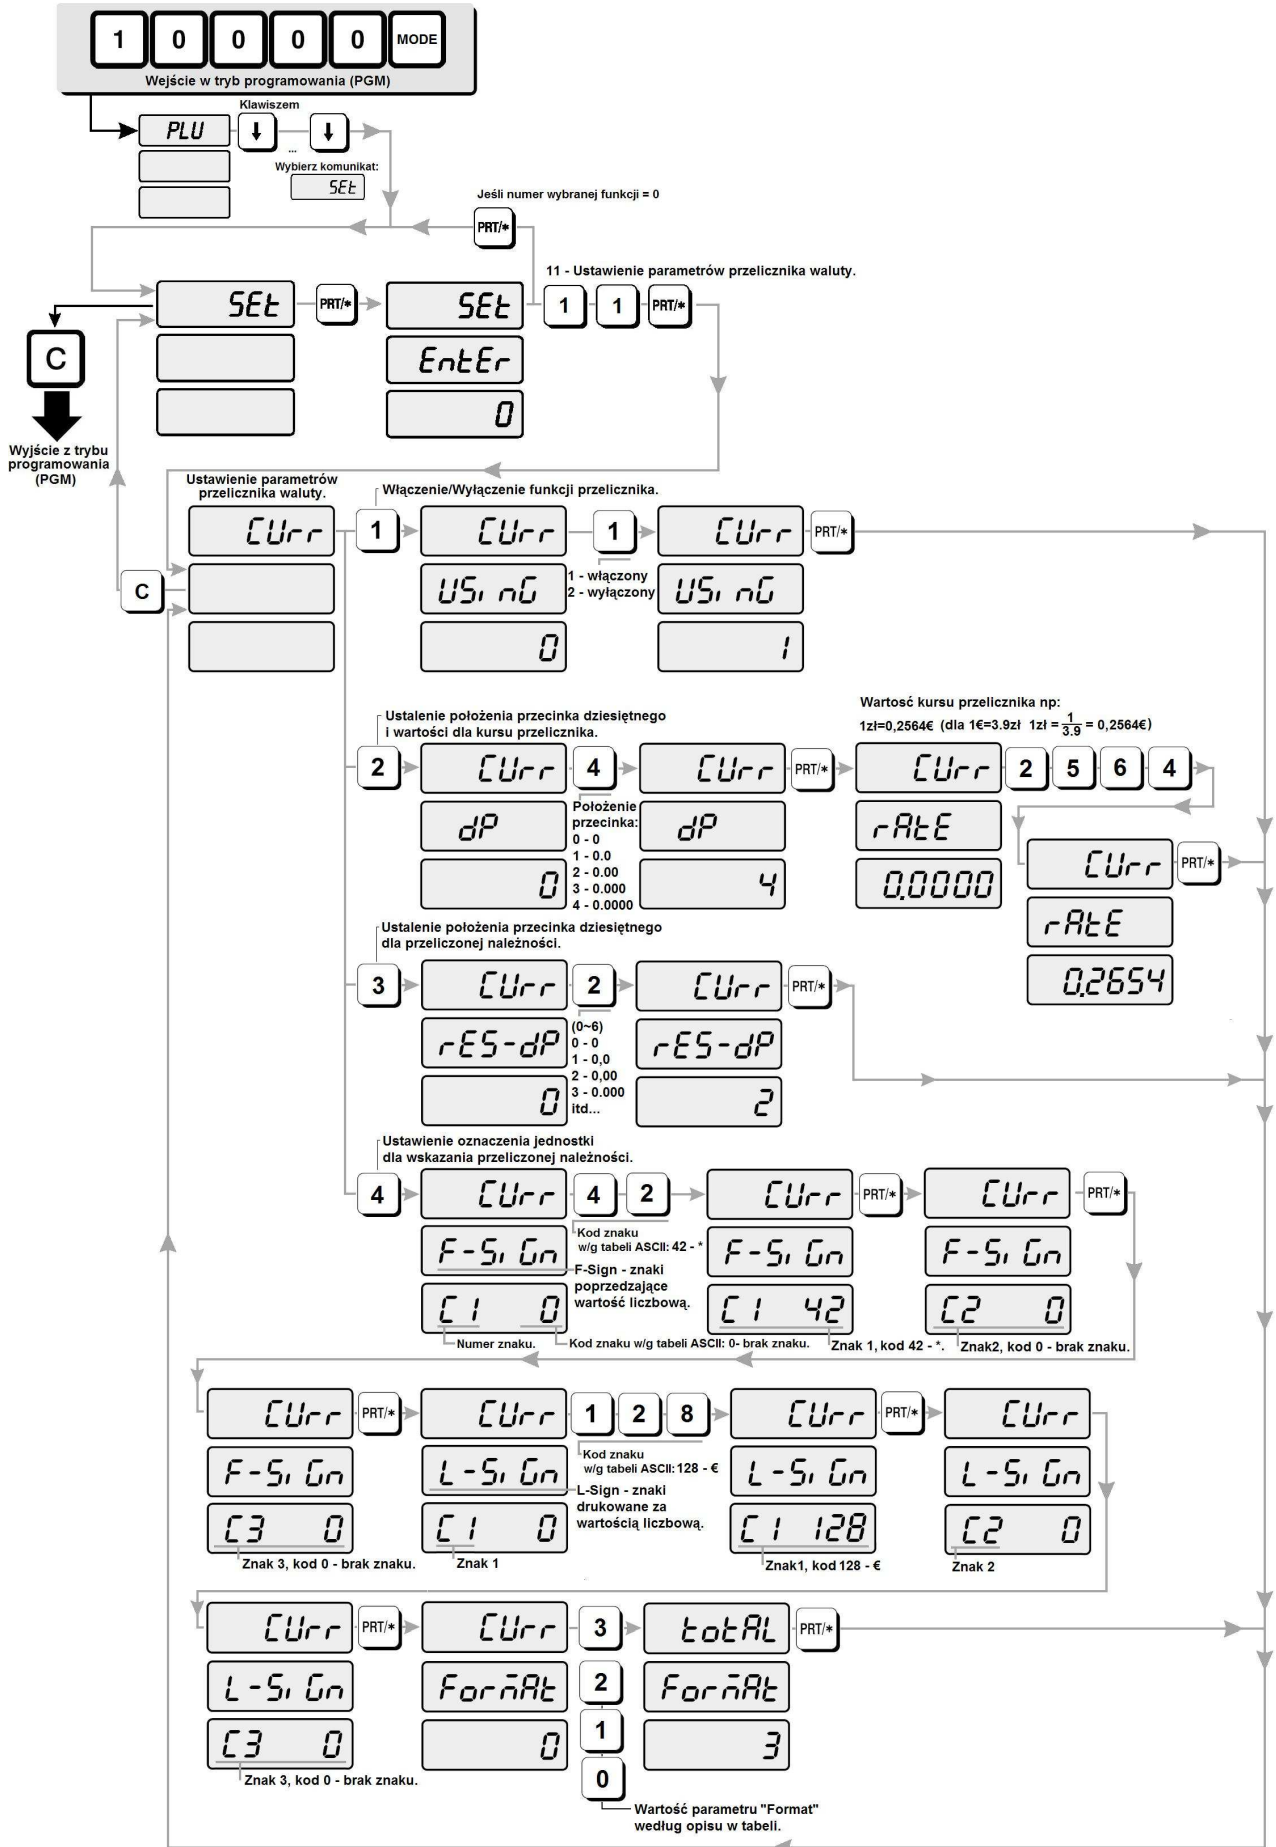 1 0 0 0 0 MODE
Wejście w tryb programowania (PGM)
Klawiszem
PLU
...
Wybierz komunikat:
SEt
Jeśli numer wybranej funkcji = 0
PRT/*
11 - Ustawienie parametrów przelicznika waluty.
SEt PRT/* SEt 1 1 PRT/*
EntEr
0
C
Wyjście z trybu
programowania
(PGM)
Ustawienie parametrów
przelicznika waluty.
Włączenie/Wyłączenie funkcji przelicznika.
CUrr 1 CUrr 1 CUrr PRT/*
1 - włączony
2 - wyłączony
C
USinG USinG
0 1
Ustalenie położenia przecinka dziesiętnego
i wartości dla kursu przelicznika.
Wartosć kursu przelicznika np:
1zł=0,2564€ (dla 1€=3.9zł 1zł = 1/3.9 = 0,2564€)
2 CUrr 4 CUrr PRT/* CUrr 2 5 6 4
Położenie
przecinka:
0 - 0
1 - 0.0
2 - 0.00
3 - 0.000
4 - 0.0000
dP dP rAtE
0 4 0,0000
CUrr PRT/*
rAtE
0,2654
Ustalenie położenia przecinka dziesiętnego
dla przeliczonej należności.
3 CUrr 2 CUrr PRT/*
(0~6)
0 - 0
1 - 0,0
2 - 0,00
3 - 0.000
itd...
rES-dP rES-dP
0 2
Ustawienie oznaczenia jednostki
dla wskazania przeliczonej należności.
4 CUrr 4 2 CUrr PRT/* CUrr PRT/*
Kod znaku
w/g tabeli ASCII: 42 - *
F-SiGn F-SiGn F-SiGn
F-Sign - znaki
poprzedzające
wartość liczbową.
C1 0 C1 42 C2 0
Numer znaku.
Kod znaku w/g tabeli ASCII: 0- brak znaku.
Znak 1, kod 42 - *.
Znak2, kod 0 - brak znaku.
CUrr PRT/* CUrr 1 2 8 CUrr PRT/* CUrr
Kod znaku
w/g tabeli ASCII: 128 - €
F-SiGn L-SiGn L-SiGn L-SiGn
L-Sign - znaki
drukowane za
wartością liczbową.
C3 0 C1 0 C1 128 C2 0
Znak 3, kod 0 - brak znaku.
Znak 1
Znak1, kod 128 - €
Znak 2
CUrr PRT/* CUrr 3 totAL PRT/*
L-SiGn ForñAt 2 ForñAt
1
C3 0 0 3
0
Znak 3, kod 0 - brak znaku.
Wartość parametru "Format"
według opisu w tabeli.